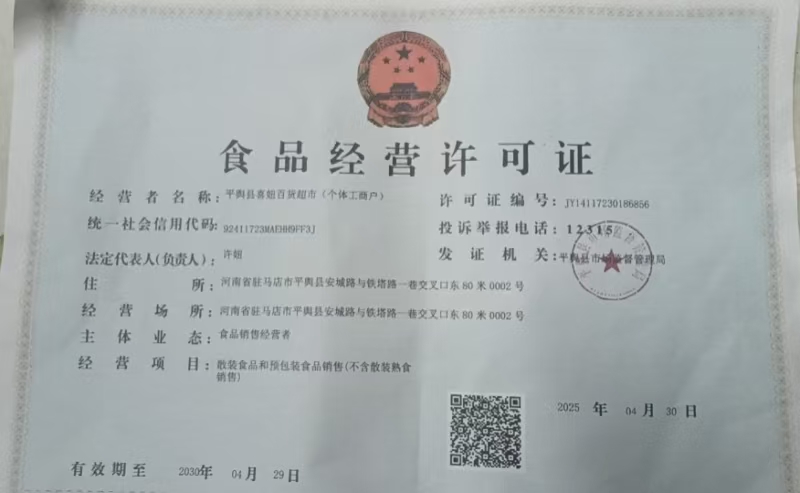 食品经营许可证
经营者名称：平舆县喜妞百货超市（个体工商户）
许可证编号：JY14117230186856
统一社会信用代码：92411723MAEHH9FF3J
投诉举报电话：12315
法定代表人(负责人)：许妞
发证机关：平舆县市场监督管理局
住所：河南省驻马店市平舆县安城路与铁塔路一巷交叉口东80米0002号
经营场所：河南省驻马店市平舆县安城路与铁塔路一巷交叉口东80米0002号
主体业态：食品销售经营者
经营项目：散装食品和预包装食品销售(不含散装熟食
销售)
2025年04月30日
有效期至2030年04月29日